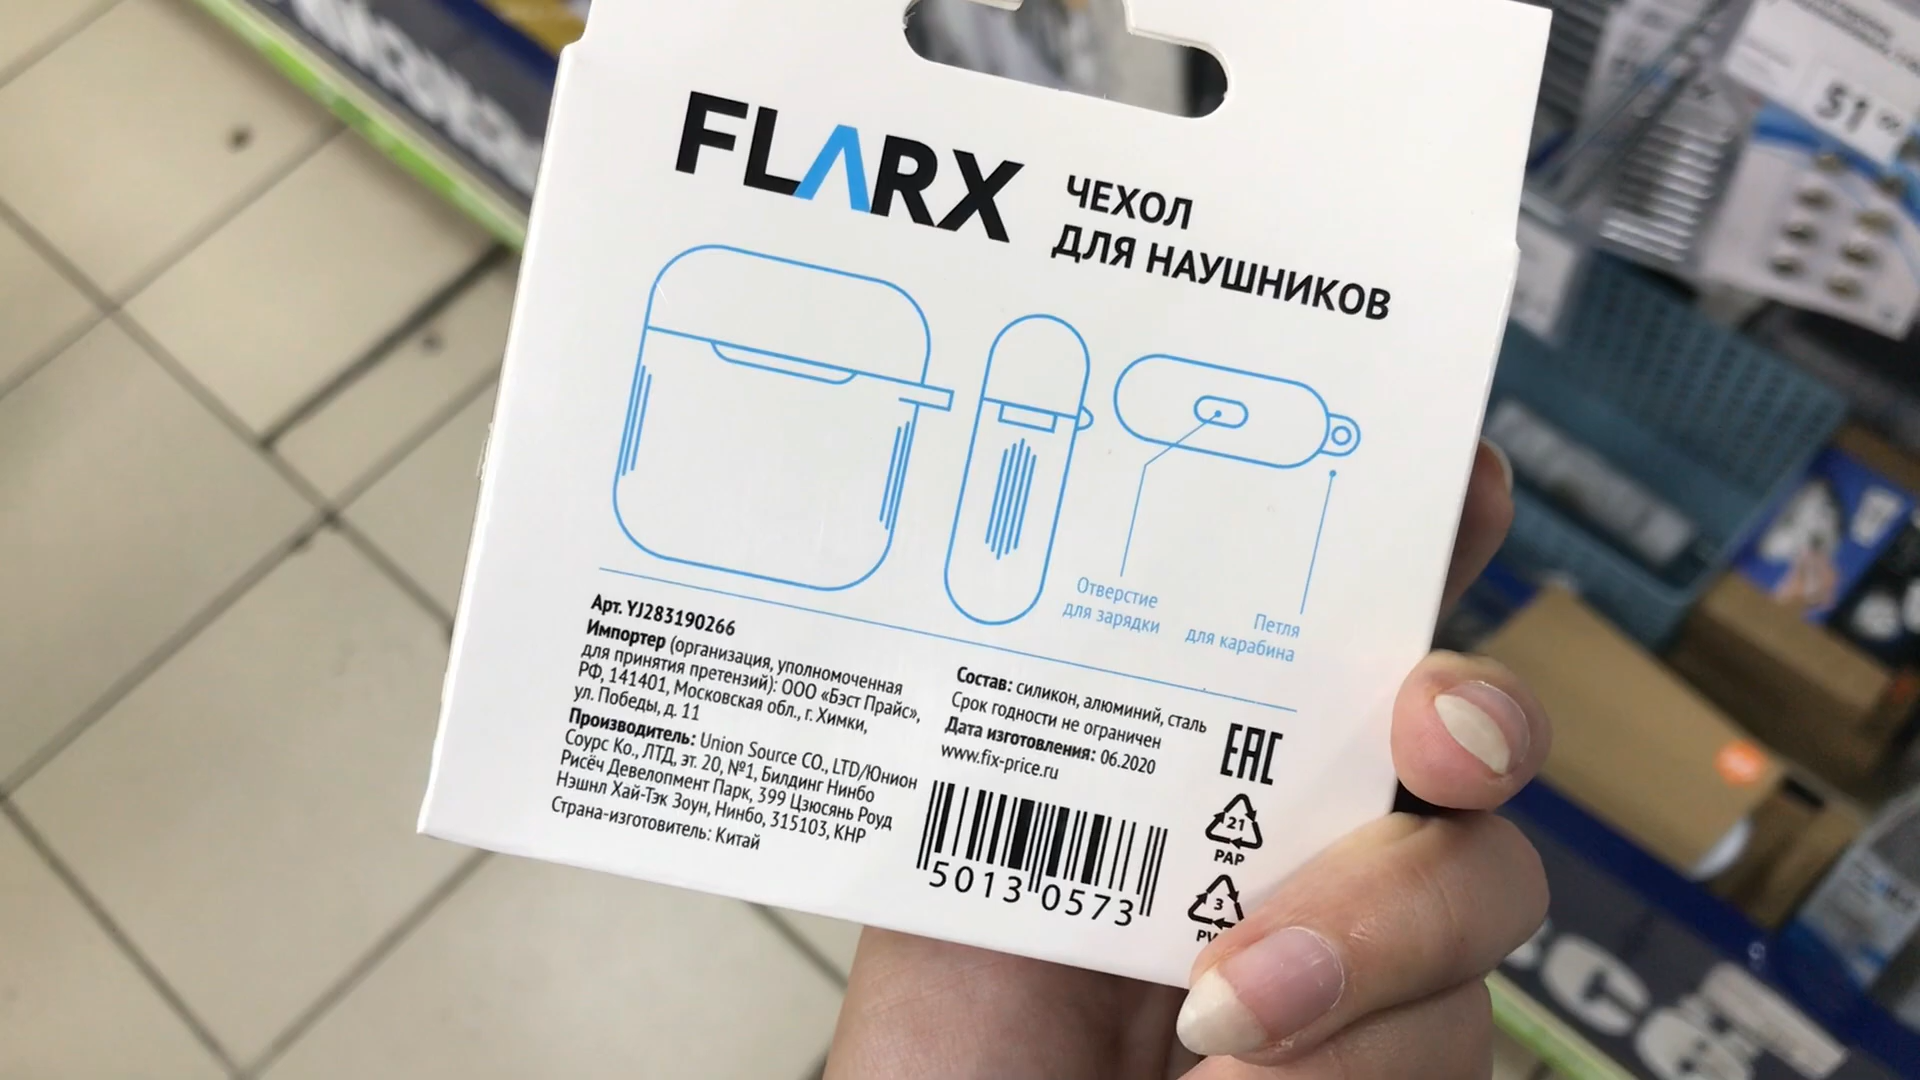 FLARX
ЧЕХОЛ
ДЛЯ НАУШНИКОВ
Отверстие
для зарядки
Петля
для карабина
Арт. YJ283190266
Импортер (организация, уполномоченная
для принятия претензий): ООО «Бэст Прайс»,
РФ, 141401, Московская обл., г. Химки,
ул. Победы, д. 11
Производитель: Union Source CO., LTD/Юнион
Соурс Ко., ЛТД, эт. 20, №1, Билдинг Нинбо
Рисёч Девелопмент Парк, 399 Цзюсянь Роуд
Нэшнл Хай-Тэк Зоун, Нинбо, 315103, КНР
Страна-изготовитель: Китай
Состав: силикон, алюминий, сталь
Срок годности не ограничен
Дата изготовления: 06.2020
www.fix-price.ru
EAC
21
PAP
3
5013 0573
51